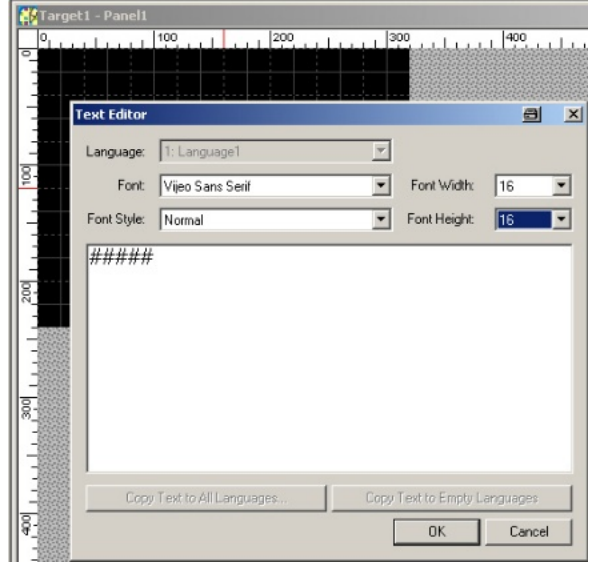 Target1 - Panel1
0 100 200 300 400
0
100
200
300
400
Text Editor
Language: 1: Language1
Font: Vijeo Sans Serif Font Width: 16
Font Style: Normal Font Height: 16
#####
Copy Text to All Languages... Copy Text to Empty Languages
OK Cancel